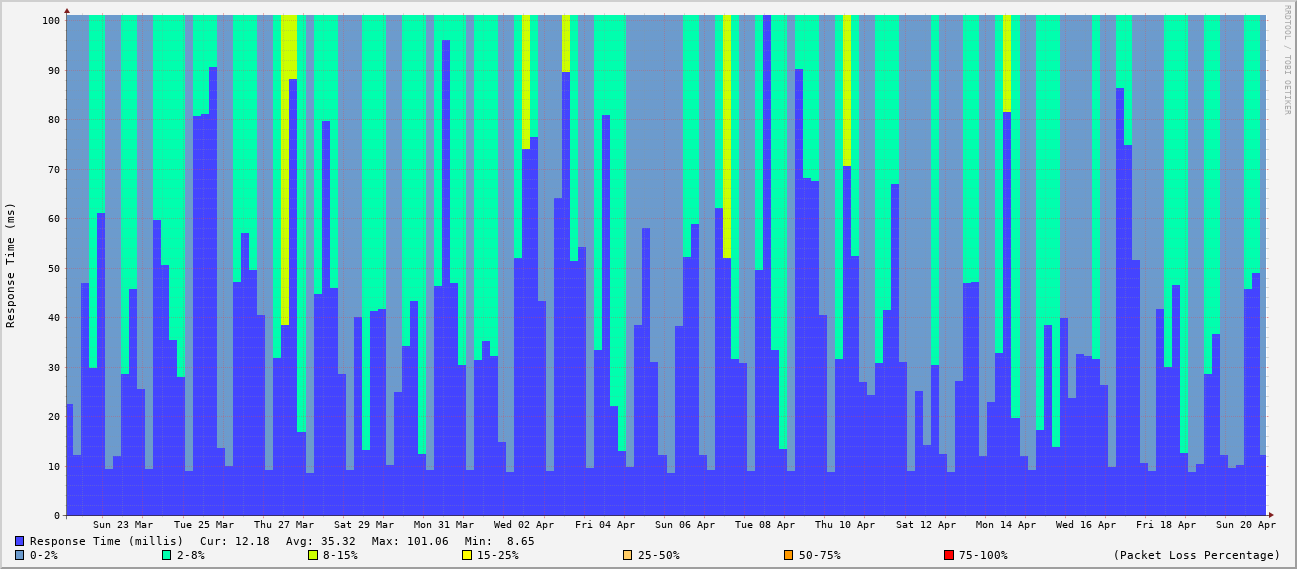 RRDTOOL / TOBI OETIKER
Response Time (ms)
100
90
80
70
60
50
40
30
20
10
0
Sun 23 Mar Tue 25 Mar Thu 27 Mar Sat 29 Mar Mon 31 Mar Wed 02 Apr Fri 04 Apr Sun 06 Apr Tue 08 Apr Thu 10 Apr Sat 12 Apr Mon 14 Apr Wed 16 Apr Fri 18 Apr Sun 20 Apr
Response Time (millis) Cur: 12.18 Avg: 35.32 Max: 101.06 Min: 8.65
0-2% 2-8% 8-15% 15-25% 25-50% 50-75% 75-100% (Packet Loss Percentage)